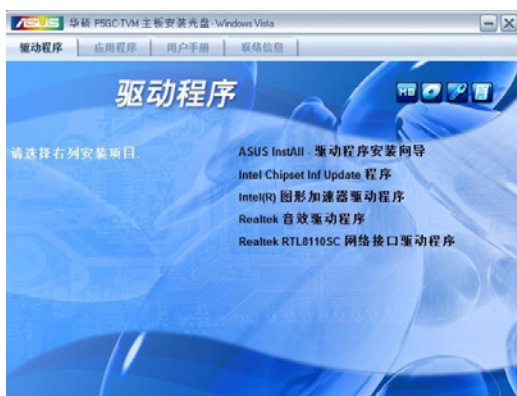 ASUS 华硕 P5GC-TVM 主板安装光盘 - Windows Vista
驱动程序 应用程序 用户手册 联络信息
驱动程序
MB
请选择右列安装项目.
ASUS InstAll - 驱动程序安装向导
Intel Chipset Inf Update 程序
Intel(R) 图形加速器驱动程序
Realtek 音效驱动程序
Realtek RTL8110SC 网络接口驱动程序